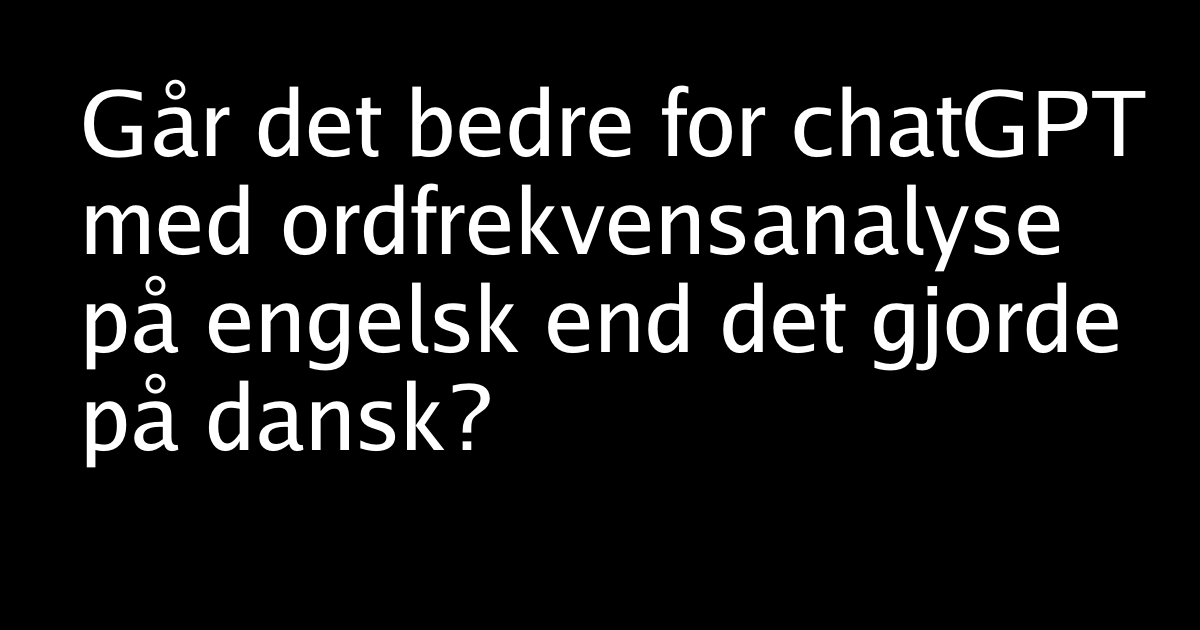 Går det bedre for chatGPT
med ordfrekvensanalyse
på engelsk end det gjorde
på dansk?